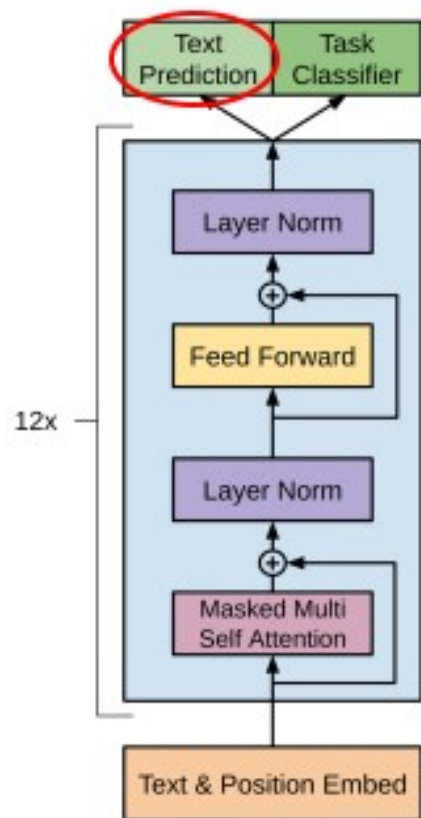 Text
Prediction
Task
Classifier
Layer Norm
Feed Forward
12x
Layer Norm
Masked Multi
Self Attention
Text & Position Embed